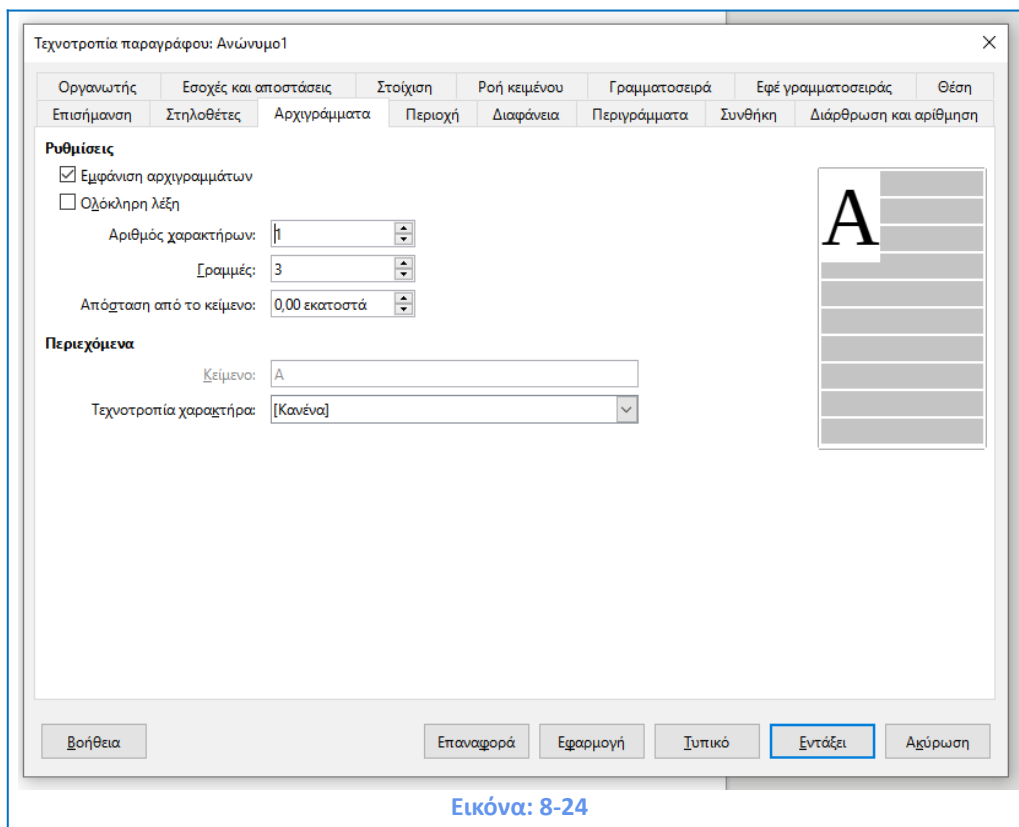 Τεχνοτροπία παραγράφου: Ανώνυμο1
Οργανωτής Εσοχές και αποστάσεις Στοίχιση Ροή κειμένου Γραμματοσειρά Εφέ γραμματοσειράς Θέση
Επισήμανση Στηλοθέτες Αρχιγράμματα Περιοχή Διαφάνεια Περιγράμματα Συνθήκη Διάρθρωση και αρίθμηση
Ρυθμίσεις
Εμφάνιση αρχιγραμμάτων
Ολόκληρη λέξη
Αριθμός χαρακτήρων: 1
Γραμμές: 3
Απόσταση από το κείμενο: 0,00 εκατοστά
A
Περιεχόμενα
Κείμενο: A
Τεχνοτροπία χαρακτήρα: [Κανένα]
Βοήθεια Επαναφορά Εφαρμογή Τυπικό Εντάξει Ακύρωση
Εικόνα: 8-24